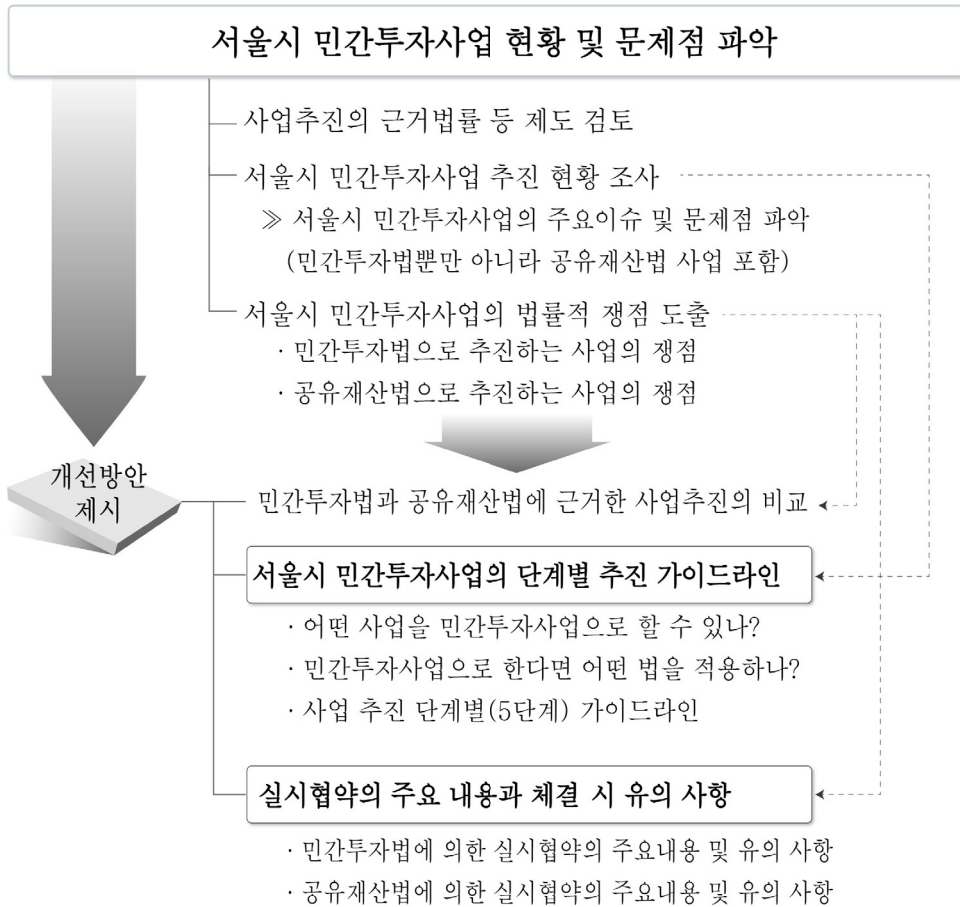 서울시 민간투자사업 현황 및 문제점 파악
사업추진의 근거법률 등 제도 검토
서울시 민간투자사업 추진 현황 조사
≫ 서울시 민간투자사업의 주요이슈 및 문제점 파악
(민간투자법뿐만 아니라 공유재산법 사업 포함)
서울시 민간투자사업의 법률적 쟁점 도출
· 민간투자법으로 추진하는 사업의 쟁점
· 공유재산법으로 추진하는 사업의 쟁점
개선방안
제시
민간투자법과 공유재산법에 근거한 사업추진의 비교
서울시 민간투자사업의 단계별 추진 가이드라인
· 어떤 사업을 민간투자사업으로 할 수 있나?
· 민간투자사업으로 한다면 어떤 법을 적용하나?
· 사업 추진 단계별(5단계) 가이드라인
실시협약의 주요 내용과 체결 시 유의 사항
· 민간투자법에 의한 실시협약의 주요내용 및 유의 사항
· 공유재산법에 의한 실시협약의 주요내용 및 유의 사항